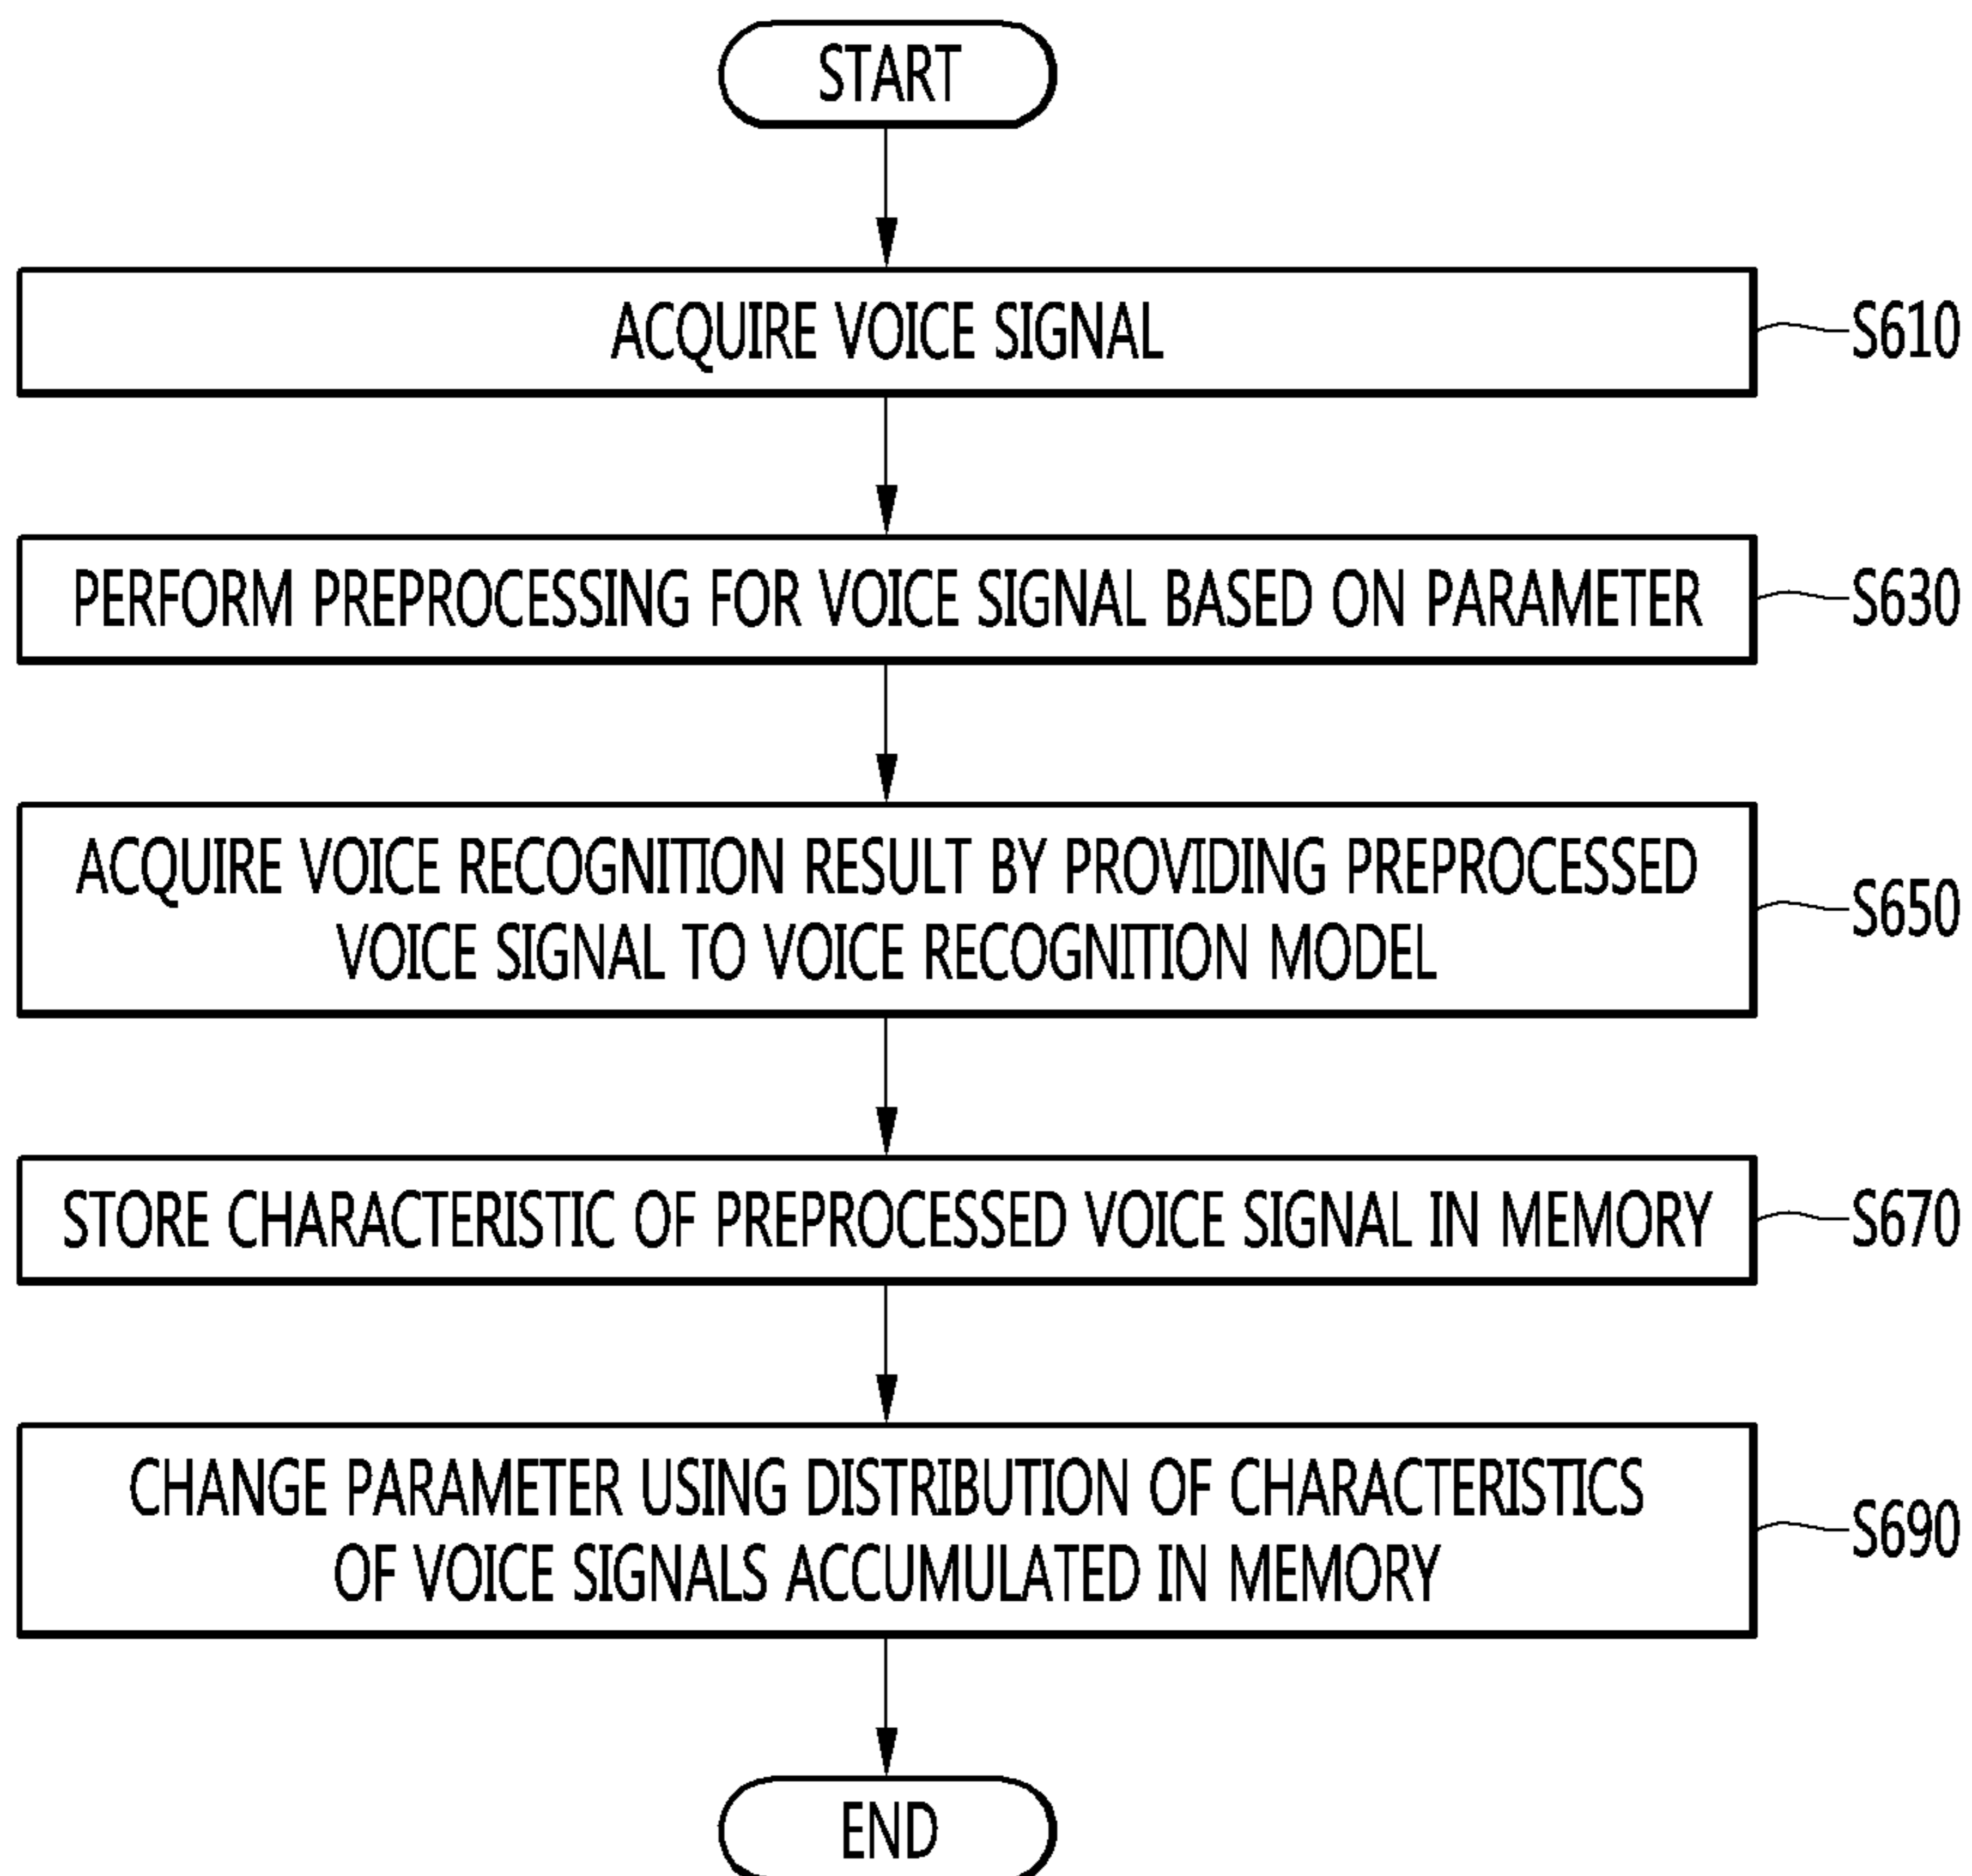 START
ACQUIRE VOICE SIGNAL
S610
PERFORM PREPROCESSING FOR VOICE SIGNAL BASED ON PARAMETER
S630
ACQUIRE VOICE RECOGNITION RESULT BY PROVIDING PREPROCESSED
VOICE SIGNAL TO VOICE RECOGNITION MODEL
S650
STORE CHARACTERISTIC OF PREPROCESSED VOICE SIGNAL IN MEMORY
S670
CHANGE PARAMETER USING DISTRIBUTION OF CHARACTERISTICS
OF VOICE SIGNALS ACCUMULATED IN MEMORY
S690
END